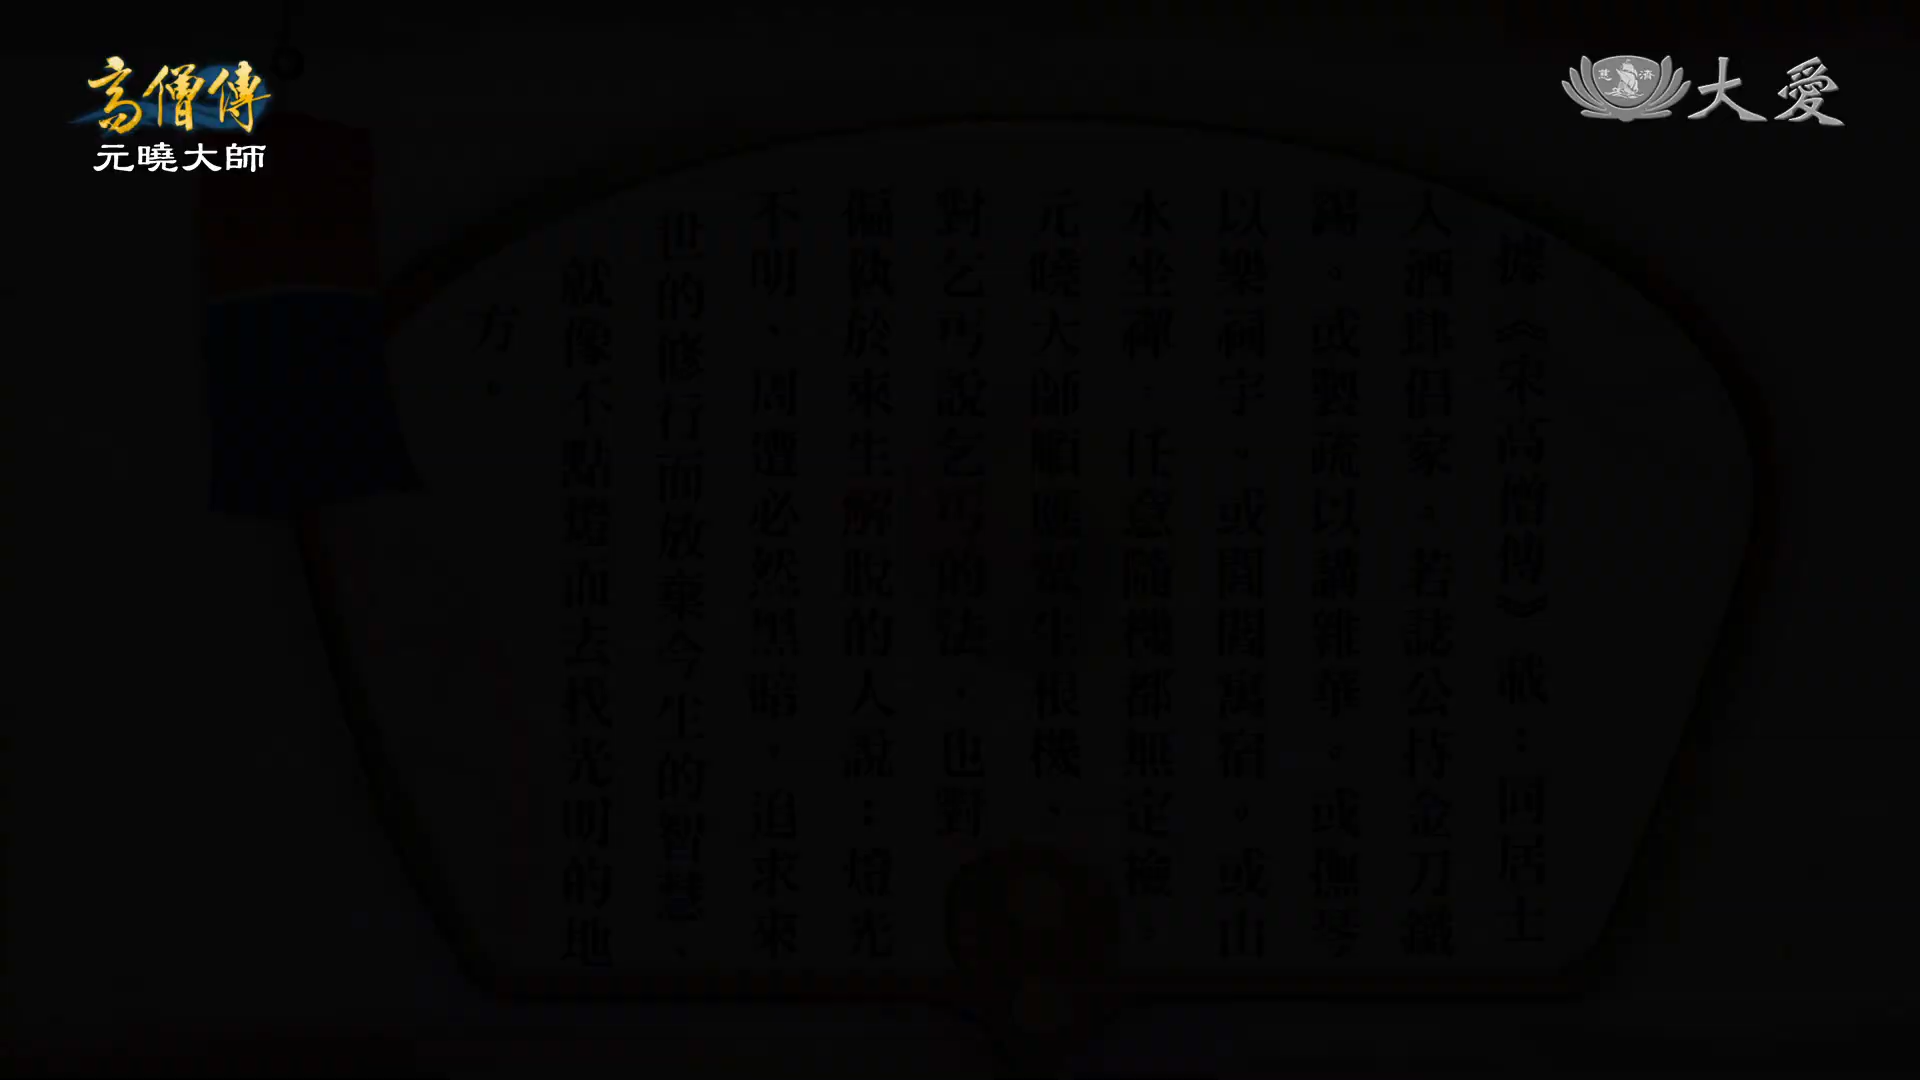 高僧傳
元曉大師
慈濟
大愛
據《宋高僧傳》載：同居士
入酒肆倡家。若誌公持金刀鐵
錫。或製疏以講雜華。或撫琴
以樂祠宇。或閭閻寓宿。或山
水坐禪，任意隨機都無定檢。
元曉大師順應眾生根機、
對乞丐說乞丐的法，也對
偏執於來生解脫的人說：燈光
不明、周遭必然黑暗，追求來
世的修行而放棄今生的智慧、
就像不點燈而去找光明的地
方。